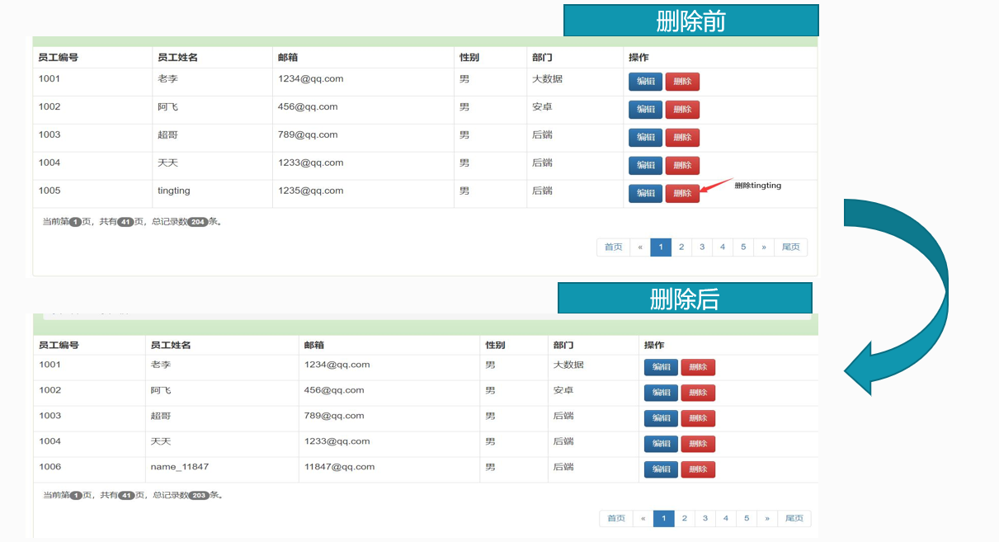 删除前
员工编号 员工姓名 邮箱 性别 部门 操作
1001 老李 1234@qq.com 男 大数据 编辑 删除
1002 阿飞 456@qq.com 男 安卓 编辑 删除
1003 超哥 789@qq.com 男 后端 编辑 删除
1004 天天 1233@qq.com 男 后端 编辑 删除
1005 tingting 1235@qq.com 男 后端 编辑 删除 删除tingting
当前第1页，共有41页，总记录数204条。
首页 « 1 2 3 4 5 » 尾页
删除后
员工编号 员工姓名 邮箱 性别 部门 操作
1001 老李 1234@qq.com 男 大数据 编辑 删除
1002 阿飞 456@qq.com 男 安卓 编辑 删除
1003 超哥 789@qq.com 男 后端 编辑 删除
1004 天天 1233@qq.com 男 后端 编辑 删除
1006 name_11847 11847@qq.com 男 后端 编辑 删除
当前第1页，共有41页，总记录数203条。
首页 « 1 2 3 4 5 » 尾页